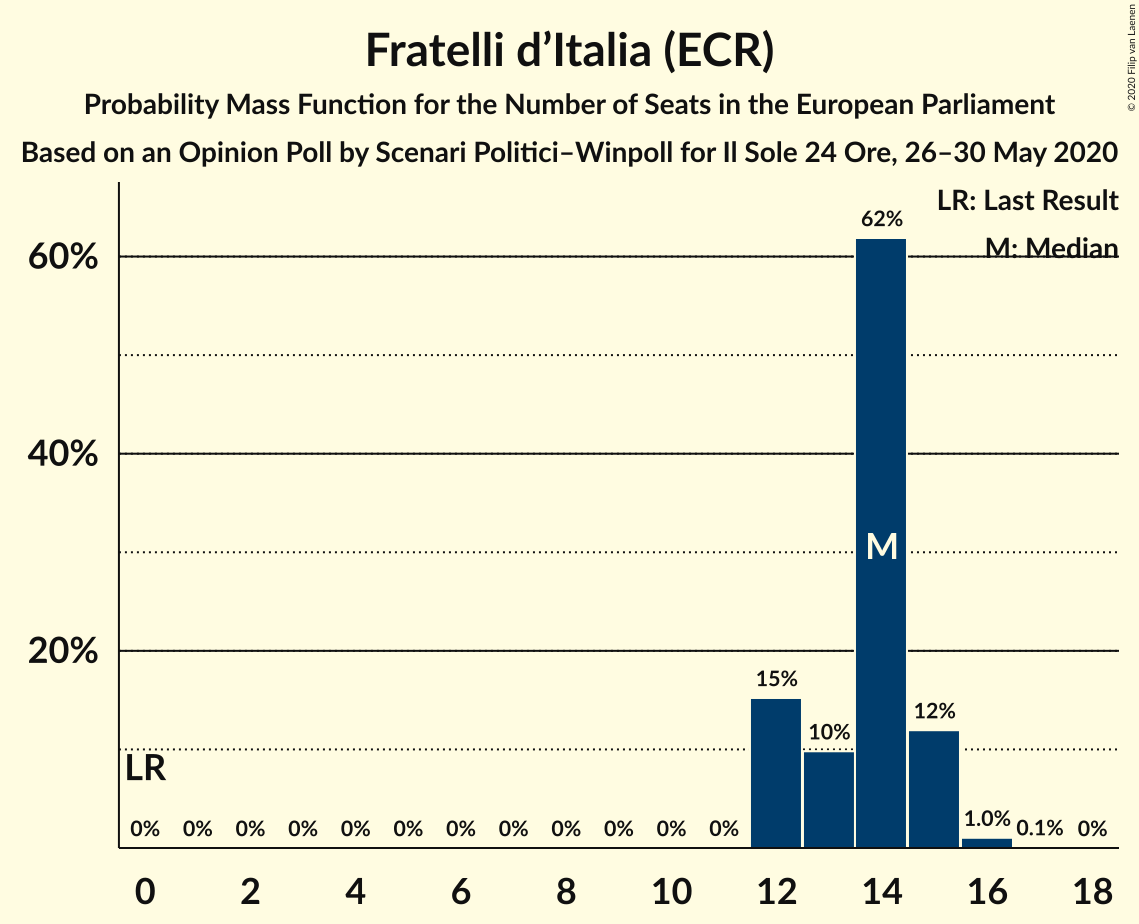 Fratelli d’Italia (ECR)
Probability Mass Function for the Number of Seats in the European Parliament
Based on an Opinion Poll by Scenari Politici–Winpoll for Il Sole 24 Ore, 26–30 May 2020
© 2020 Filip van Laenen
LR: Last Result
M: Median
60%
40%
20%
62%
M
15%
12%
10%
LR
0% 0% 0% 0% 0% 0% 0% 0% 0% 0% 0% 0% 1.0% 0.1% 0%
0 2 4 6 8 10 12 14 16 18